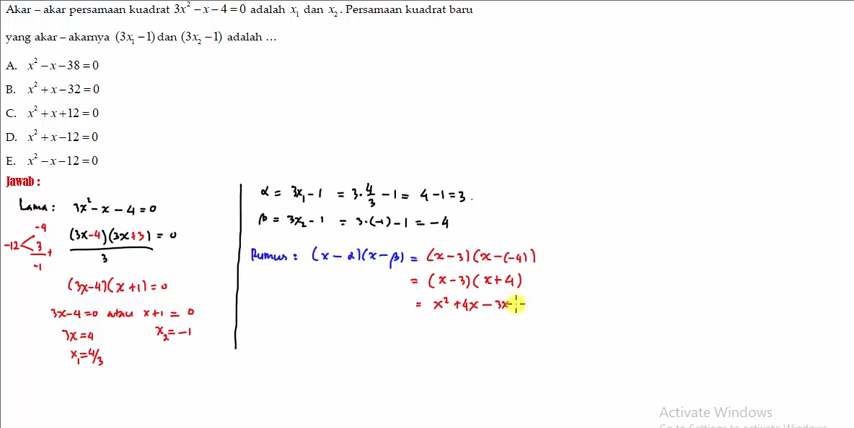 Akar – akar persamaan kuadrat 3x² − x − 4 = 0 adalah x₁ dan x₂. Persamaan kuadrat baru
yang akar – akarnya (3x₁ − 1) dan (3x₂ − 1) adalah ...
A. x² − x − 38 = 0
B. x² + x − 32 = 0
C. x² + x + 12 = 0
D. x² + x − 12 = 0
E. x² − x − 12 = 0
Jawab :
Lama : 3x² − x − 4 = 0
−12 < −4
3 +
−1
(3x−4)(3x+3) = 0
3
(3x−4)(x+1) = 0
3x−4=0 atau x+1 = 0
3x=4 x₂=−1
x₁=4/3
α = 3x₁ − 1 = 3·4/3 − 1 = 4 − 1 = 3.
β = 3x₂ − 1 = 3·(−1) − 1 = −4
Rumus : (x − α)(x − β) = (x − 3)(x − (−4))
= (x − 3)(x + 4)
= x² + 4x − 3x −
Activate Windows